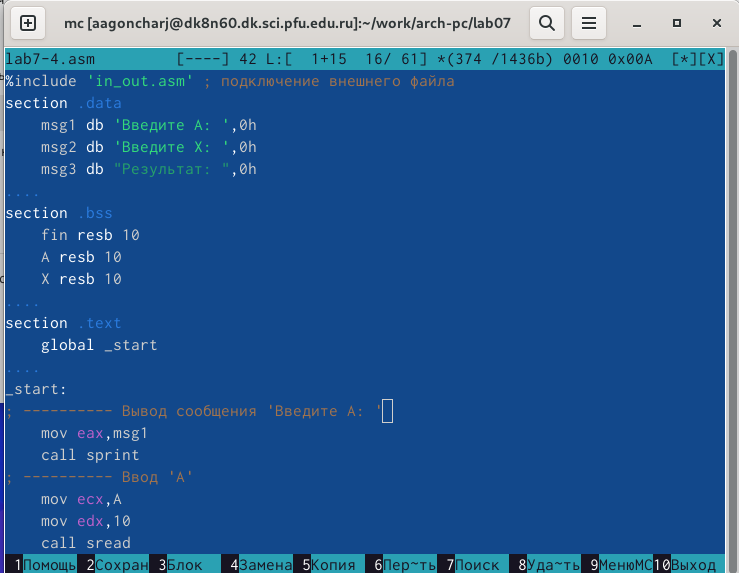 mc [aagoncharj@dk8n60.dk.sci.pfu.edu.ru]:~/work/arch-pc/lab07
lab7-4.asm [----] 42 L:[ 1+15 16/ 61] *(374 /1436b) 0010 0x00A [*][X]
%include 'in_out.asm' ; подключение внешнего файла
section .data
msg1 db 'Введите A: ',0h
msg2 db 'Введите X: ',0h
msg3 db "Результат: ",0h
....
section .bss
fin resb 10
A resb 10
X resb 10
....
section .text
global _start
....
_start:
; ---------- Вывод сообщения 'Введите A: '
mov eax,msg1
call sprint
; ---------- Ввод 'A'
mov ecx,A
mov edx,10
call sread
1Помощь 2Сохран 3Блок 4Замена 5Копия 6Пер~ть 7Поиск 8Уда~ть 9МенюMC 10Выход